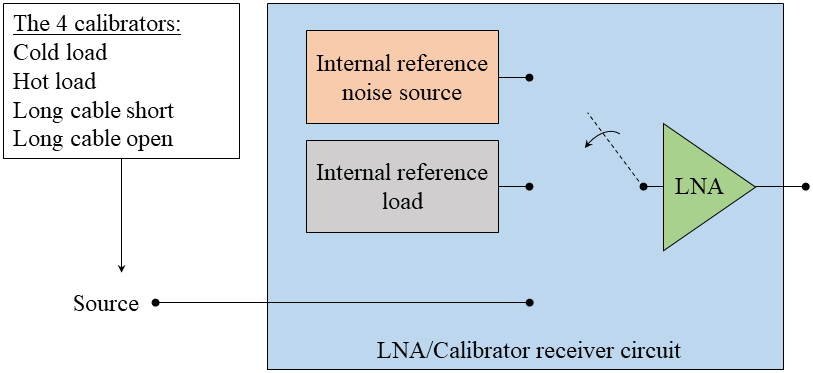 The 4 calibrators:
Cold load
Hot load
Long cable short
Long cable open
Internal reference
noise source
Internal reference
load
LNA
Source
LNA/Calibrator receiver circuit